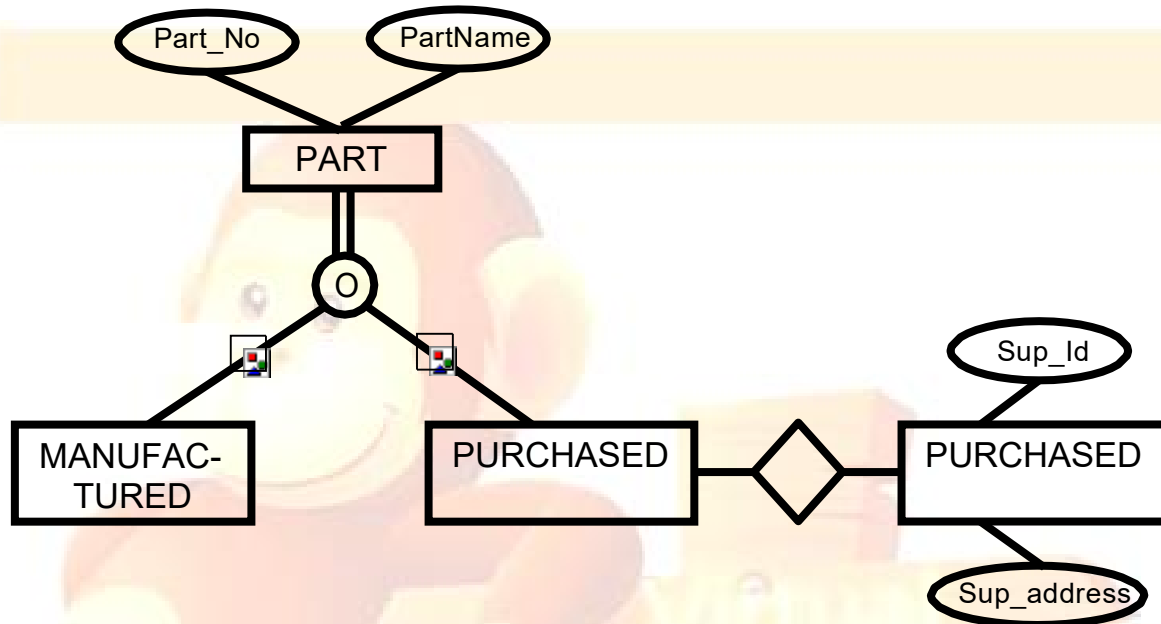 Part_No
PartName
PART
O
Sup_Id
MANUFAC-
TURED
PURCHASED
PURCHASED
Sup_address